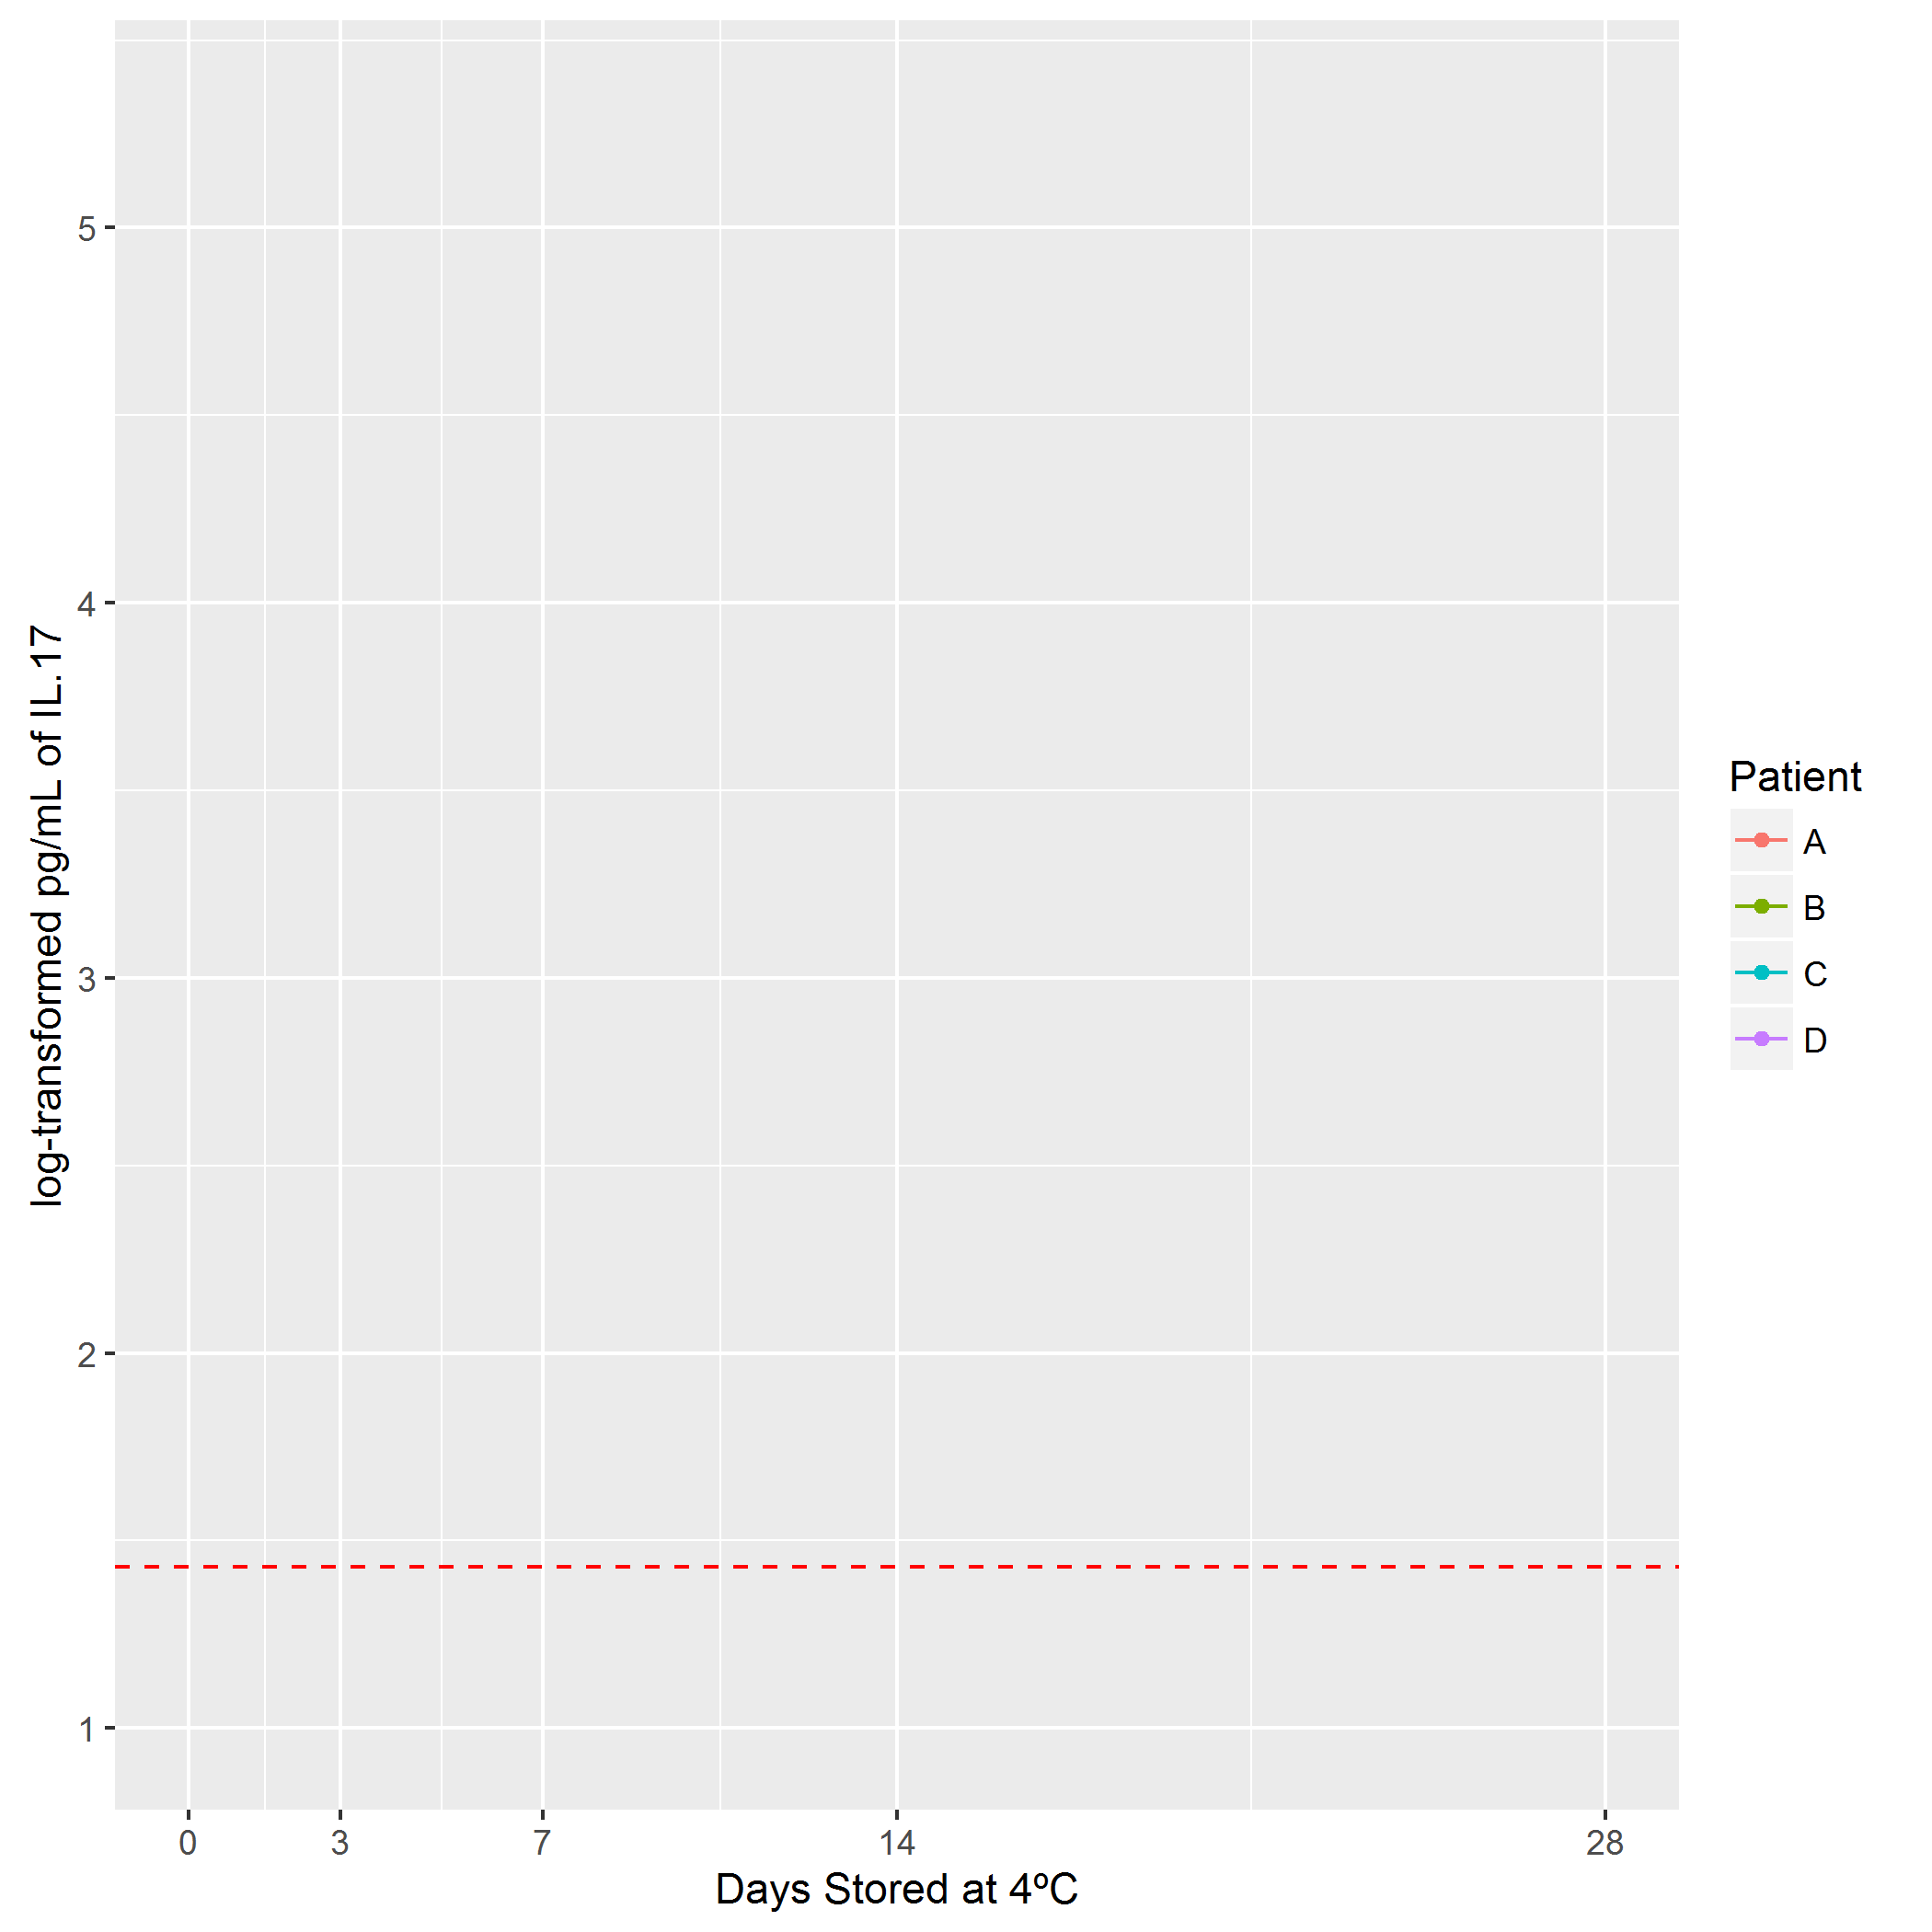 log-transformed pg/mL of IL.17
5
4
3
2
1
0 3 7 14 28
Days Stored at 4ºC
Patient
A
B
C
D